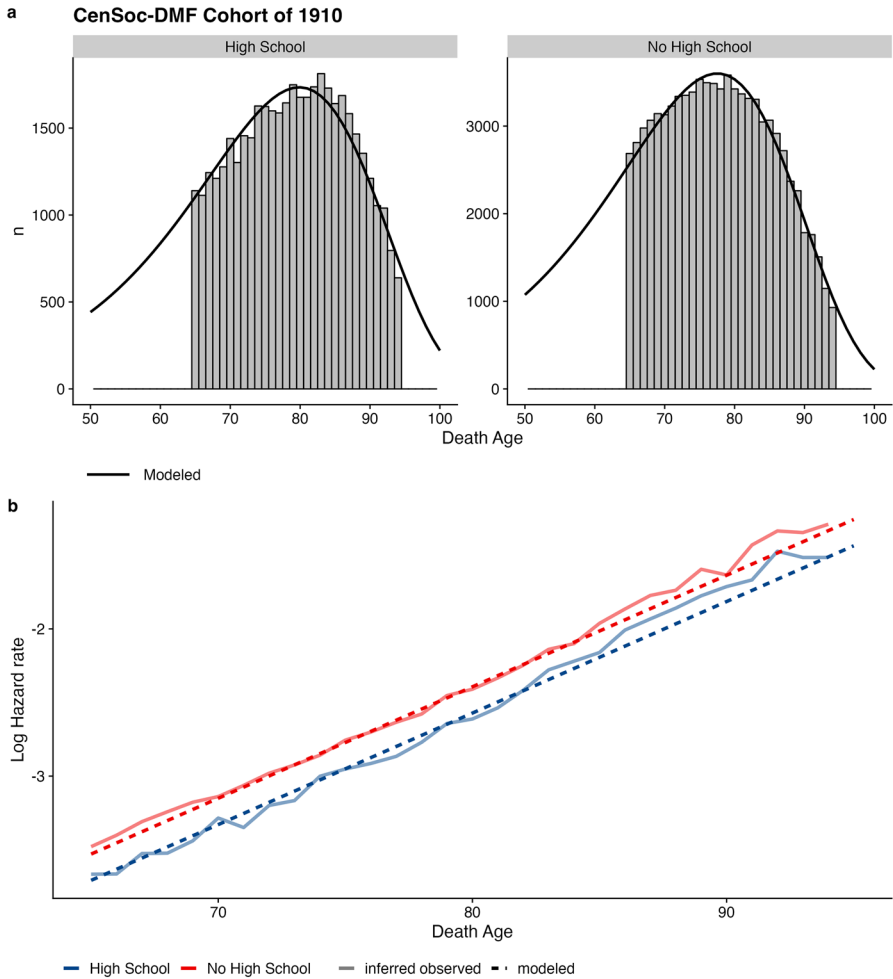 a
CenSoc-DMF Cohort of 1910
High School
No High School
n
1500
1000
500
0
3000
2000
1000
0
50 60 70 80 90 100
50 60 70 80 90 100
Death Age
Modeled
b
Log Hazard rate
-2
-3
70 80 90
Death Age
High School No High School inferred observed modeled